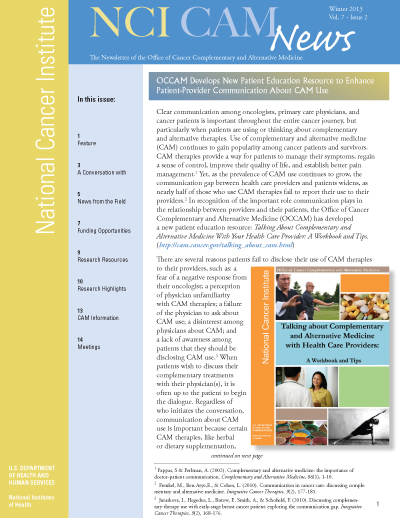 NCI CAM News
Winter 2013
Vol. 7 - Issue 2
The Newsletter of the Office of Cancer Complementary and Alternative Medicine
National Cancer Institute
In this issue:
1
Feature
3
A Conversation with
5
News from the Field
7
Funding Opportunities
9
Research Resources
10
Research Highlights
13
CAM Information
14
Meetings
U.S. DEPARTMENT
OF HEALTH AND
HUMAN SERVICES
National Institutes
of Health
OCCAM Develops New Patient Education Resource to Enhance
Patient-Provider Communication About CAM Use
Clear communication among oncologists, primary care physicians, and
cancer patients is important throughout the entire cancer journey, but
particularly when patients are using or thinking about complementary
and alternative therapies. Use of complementary and alternative medicine
(CAM) continues to gain popularity among cancer patients and survivors.
CAM therapies provide a way for patients to manage their symptoms, regain
a sense of control, improve their quality of life, and establish better pain
management.¹ Yet, as the prevalence of CAM use continues to grow, the
communication gap between health care providers and patients widens, as
nearly half of those who use CAM therapies fail to report their use to their
providers.² In recognition of the important role communication plays in
the relationship between providers and their patients, the Office of Cancer
Complementary and Alternative Medicine (OCCAM) has developed
a new patient education resource: Talking About Complementary and
Alternative Medicine With Your Health Care Provider: A Workbook and Tips.
(http://cam.cancer.gov/talking_about_cam.html)
There are several reasons patients fail to disclose their use of CAM therapies
to their providers, such as a
fear of a negative response from
their oncologist; a perception
of physician unfamiliarity
with CAM therapies; a failure
of the physician to ask about
CAM use; a disinterest among
physicians about CAM; and
a lack of awareness among
patients that they should be
disclosing CAM use.³ When
patients wish to discuss their
complementary treatments
with their physician(s), it is
often up to the patient to begin
the dialogue. Regardless of
who initiates the conversation,
communication about CAM
use is important because certain
CAM therapies, like herbal
or dietary supplementation,
continued on next page
Office of Cancer Complementary and Alternative Medicine
National Cancer Institute
Talking about Complementary
and Alternative Medicine
with Health Care Providers:
A Workbook and Tips
¹ Pappas, S & Perlman, A. (2002). Complementary and alternative medicine: the importance of
doctor-patient communication. Complementary and Alternative Medicine, 86(1), 1-10.
² Frenkel, M., Ben-Arye, E., & Cohen, L. (2010). Communication in cancer care: discussing comple-
mentary and alternative medicine. Integrative Cancer Therapies, 9(2), 177-185.
³ Juraskova, I., Hegedus, L., Butow, P., Smith, A., & Schofield, P. (2010). Discussing complemen-
tary therapy use with early-stage breast cancer patients: exploring the communication gap. Integrative
Cancer Therapies, 9(2), 168-176.
1